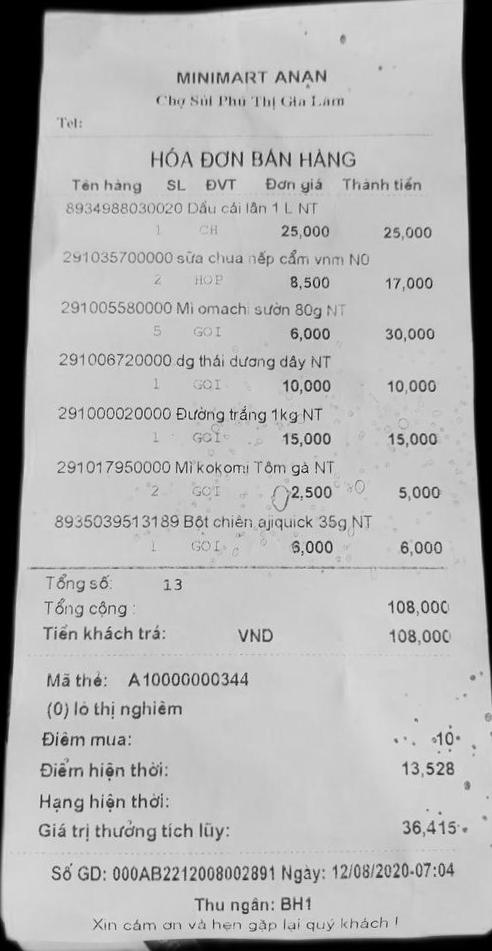 MINIMART ANAN
Chợ Sủi Phú Thị Gia Lâm
Tel:
HÓA ĐƠN BÁN HÀNG
Tên hàng SL ĐVT Đơn giá Thành tiền
8934988030020 Dầu cái lân 1 L NT
1 CH 25,000 25,000
291035700000 sữa chua nếp cẩm vnm NO
2 HOP 8,500 17,000
291005580000 Mì omachi sườn 80g NT
5 GOI 6,000 30,000
291006720000 dg thái dương dây NT
1 GOI 10,000 10,000
291000020000 Đường trắng 1kg NT
1 GOI 15,000 15,000
291017950000 Mì kokomi Tôm gà NT
2 GOI 2,500 5,000
8935039513189 Bột chiên ajiquick 35g NT
1 GOI 6,000 6,000
Tổng số: 13
Tổng cộng : 108,000
Tiền khách trả: VND 108,000
Mã thẻ: A10000000344
(0) lò thị nghiêm
Điểm mua: 10
Điểm hiện thời: 13,528
Hạng hiện thời:
Giá trị thưởng tích lũy: 36,415
Số GD: 000AB2212008002891 Ngày: 12/08/2020-07:04
Thu ngân: BH1
Xin cám ơn và hẹn gặp lại quý khách !